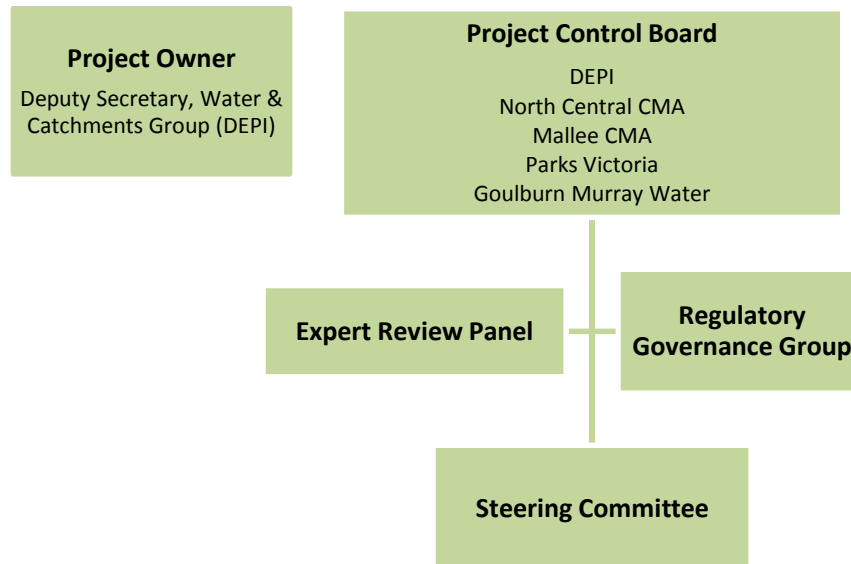 Project Owner
Deputy Secretary, Water &
Catchments Group (DEPI)
Project Control Board
DEPI
North Central CMA
Mallee CMA
Parks Victoria
Goulburn Murray Water
Expert Review Panel
Regulatory
Governance Group
Steering Committee